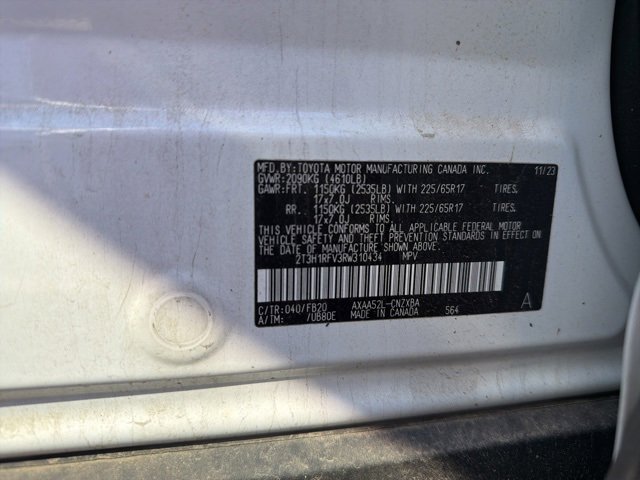 MFD.BY:TOYOTA MOTOR MANUFACTURING CANADA INC. 11/23
GVWR:2090KG (4610LB)
GAWR:FRT. 1150KG (2535LB) WITH 225/65R17 TIRES.
17x7.0J RIMS.
RR. 1150KG (2535LB) WITH 225/65R17 TIRES.
17x7.0J RIMS.
THIS VEHICLE CONFORMS TO ALL APPLICABLE FEDERAL MOTOR
VEHICLE SAFETY AND THEFT PREVENTION STANDARDS IN EFFECT ON
THE DATE OF MANUFACTURE SHOWN ABOVE.
2T3H1RFV3RW310434 MPV
C/TR:040/FB20 AXAA52L-CNZXBA
A/TM: /UB80E MADE IN CANADA 564 A